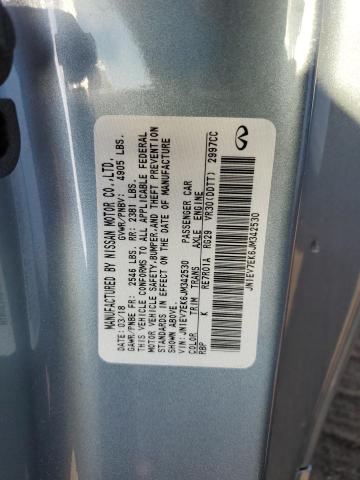 MANUFACTURED BY NISSAN MOTOR CO.,LTD.
DATE: 03/18 GVWR/PNBV: 4905 LBS.
GAWR/PNBE FR: 2546 LBS, RR: 2381 LBS.
THIS VEHICLE CONFORMS TO ALL APPLICABLE FEDERAL
MOTOR VEHICLE SAFETY,BUMPER,AND THEFT PREVENTION
STANDARDS IN EFFECT ON THE DATE OF MANUFACTURE
SHOWN ABOVE.
VIN: JN1EV7EK6JM342530 PASSENGER CAR
COLOR TRIM TRANS AXLE ENGINE
RBP K RE7R01A RG29 VR30(DDTT) 2997CC
JN1EV7EK6JM342530